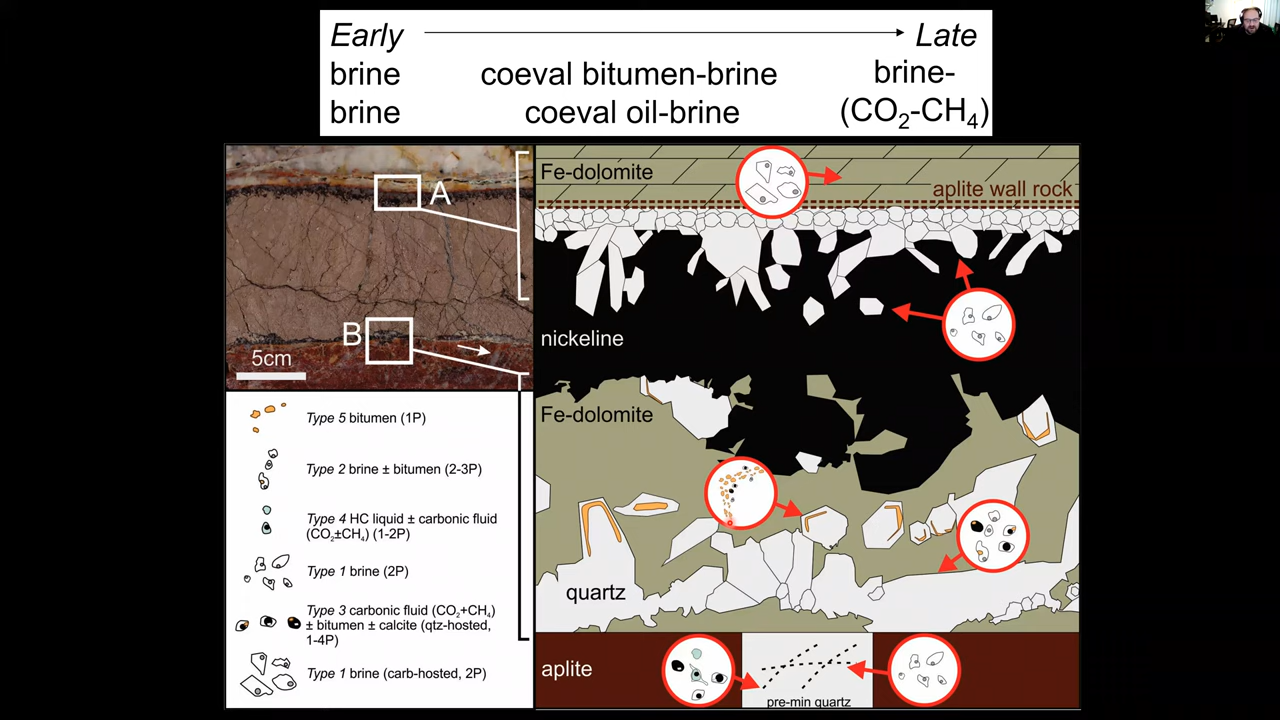 Early Late
brine coeval bitumen-brine brine-
brine coeval oil-brine (CO₂-CH₄)
A
B
5cm
Fe-dolomite
aplite wall rock
nickeline
Fe-dolomite
quartz
aplite
pre-min quartz
Type 5 bitumen (1P)
Type 2 brine ± bitumen (2-3P)
Type 4 HC liquid ± carbonic fluid
(CO₂±CH₄) (1-2P)
Type 1 brine (2P)
Type 3 carbonic fluid (CO₂+CH₄)
± bitumen ± calcite (qtz-hosted,
1-4P)
Type 1 brine (carb-hosted, 2P)